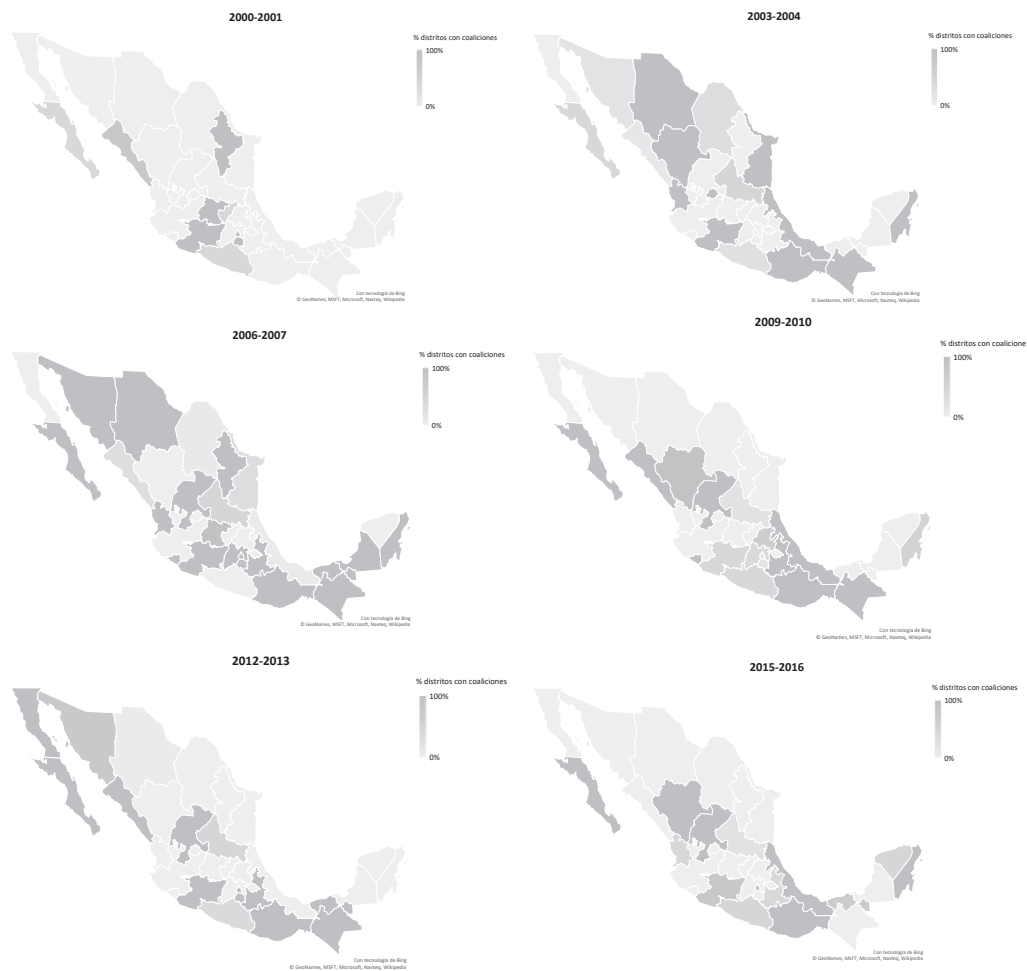 2000-2001
% distritos con coaliciones
100%
0%
Con tecnología de Bing
© GeoNames, MSFT, Microsoft, Navteq, Wikipedia
2003-2004
% distritos con coaliciones
100%
0%
Con tecnología de Bing
© GeoNames, MSFT, Microsoft, Navteq, Wikipedia
2006-2007
% distritos con coaliciones
100%
0%
Con tecnología de Bing
© GeoNames, MSFT, Microsoft, Navteq, Wikipedia
2009-2010
% distritos con coalicione
100%
0%
Con tecnología de Bing
© GeoNames, MSFT, Microsoft, Navteq, Wikipedia
2012-2013
% distritos con coaliciones
100%
0%
Con tecnología de Bing
© GeoNames, MSFT, Microsoft, Navteq, Wikipedia
2015-2016
% distritos con coaliciones
100%
0%
Con tecnología de Bing
© GeoNames, MSFT, Microsoft, Navteq, Wikipedia